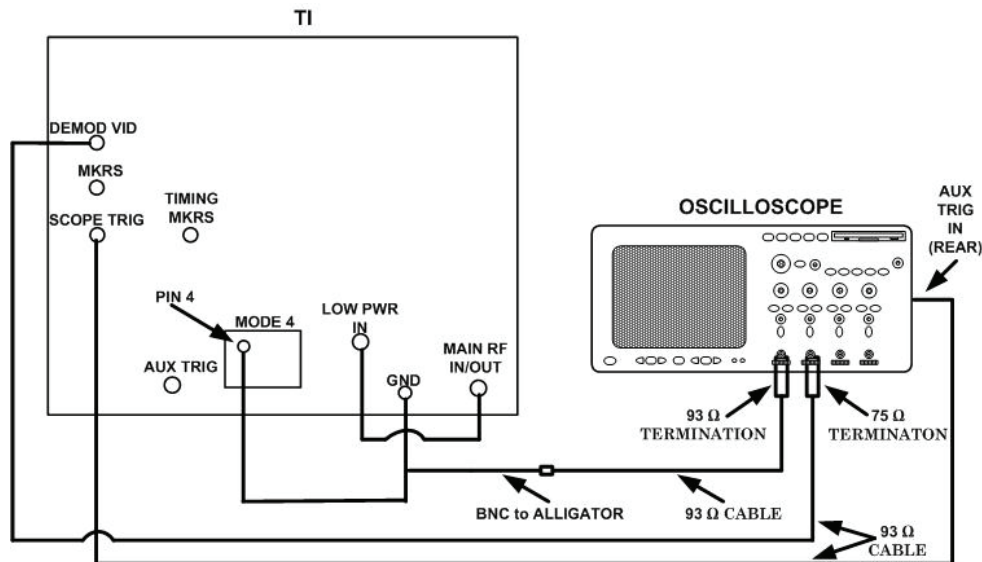 TI
DEMOD VID
MKRS
SCOPE TRIG
TIMING
MKRS
PIN 4
MODE 4
AUX TRIG
LOW PWR
IN
GND
MAIN RF
IN/OUT
OSCILLOSCOPE
AUX
TRIG
IN
(REAR)
93 Ω
TERMINATION
75 Ω
TERMINATON
BNC to ALLIGATOR
93 Ω CABLE
93 Ω
CABLE